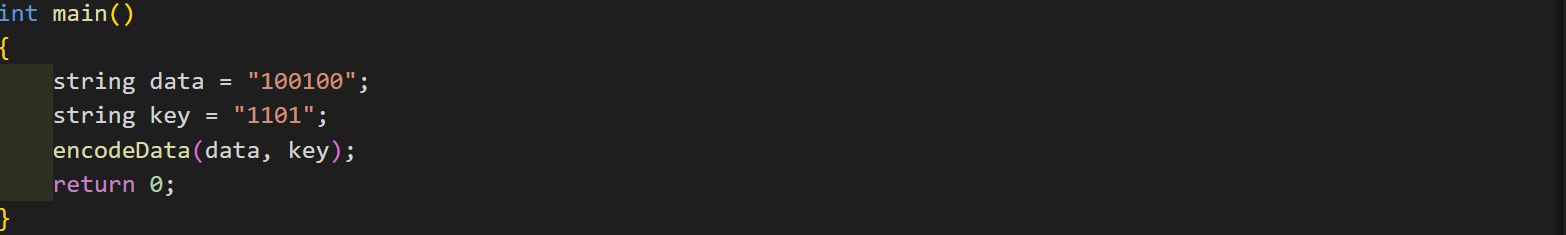 int main()
{
    string data = "100100";
    string key = "1101";
    encodeData(data, key);
    return 0;
}